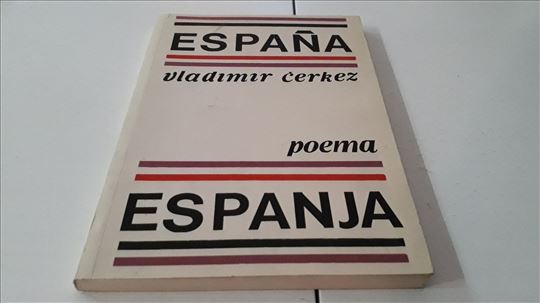 ESPAÑA
vladimir čerkez
poema
ESPANJA